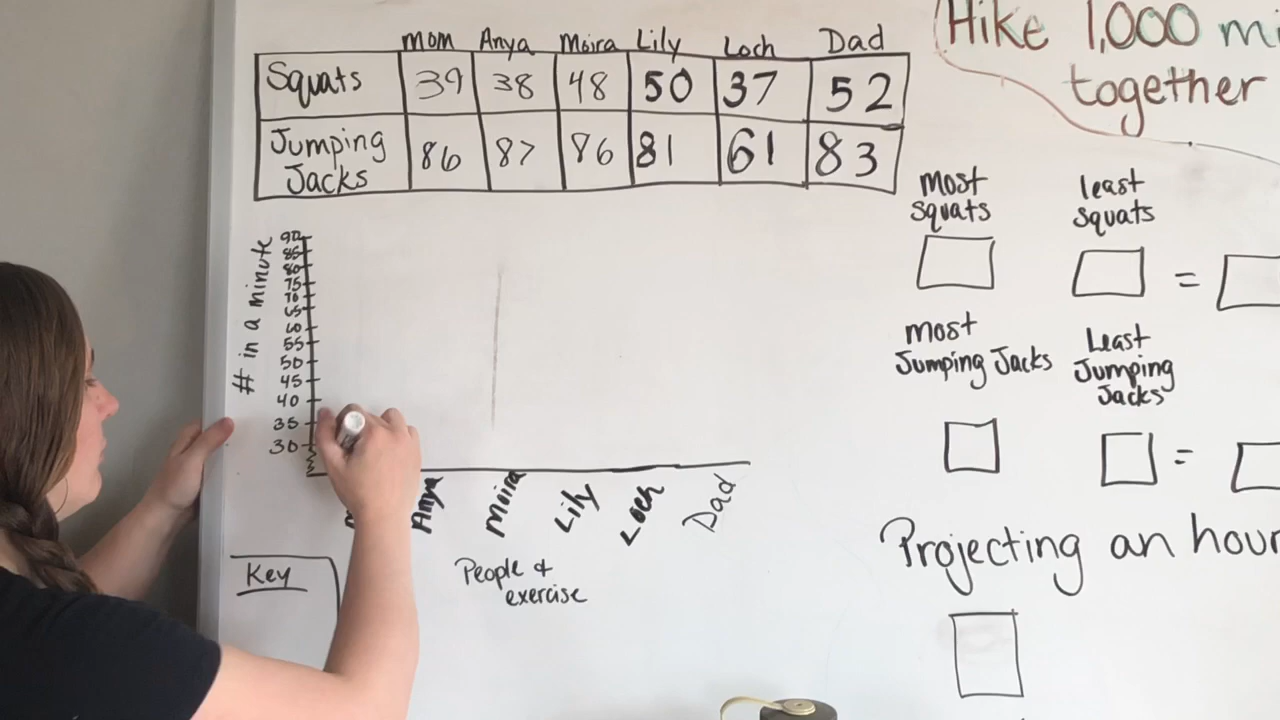 Mom Anya Moira Lily Loch Dad
Squats 39 38 48 50 37 52
Jumping Jacks 86 87 86 81 61 83
Hike 1,000 mi
together
most
squats
least
squats
=
most
Jumping Jacks
Least
Jumping
Jacks
=
Projecting an hour
# in a minute
90
85
80
75
70
65
60
55
50
45
40
35
30
Anya Moira Lily Loch Dad
People +
exercise
Key